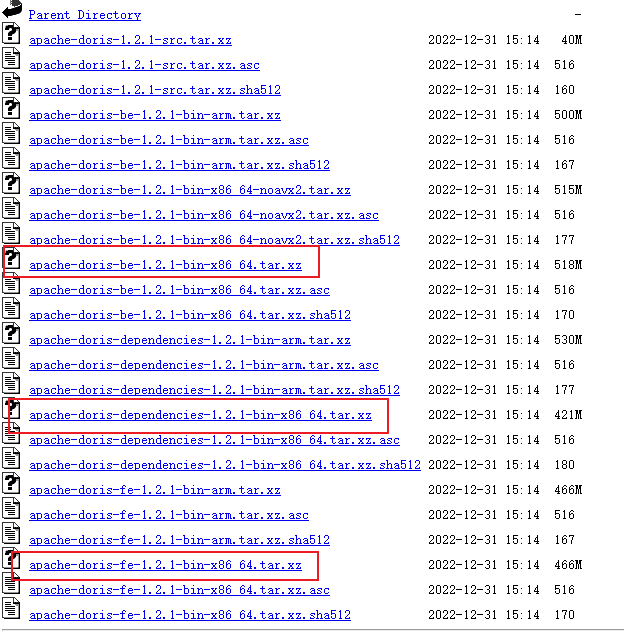 Parent Directory -
apache-doris-1.2.1-src.tar.xz 2022-12-31 15:14 40M
apache-doris-1.2.1-src.tar.xz.asc 2022-12-31 15:14 516
apache-doris-1.2.1-src.tar.xz.sha512 2022-12-31 15:14 160
apache-doris-be-1.2.1-bin-arm.tar.xz 2022-12-31 15:14 500M
apache-doris-be-1.2.1-bin-arm.tar.xz.asc 2022-12-31 15:14 516
apache-doris-be-1.2.1-bin-arm.tar.xz.sha512 2022-12-31 15:14 167
apache-doris-be-1.2.1-bin-x86_64-noavx2.tar.xz 2022-12-31 15:14 515M
apache-doris-be-1.2.1-bin-x86_64-noavx2.tar.xz.asc 2022-12-31 15:14 516
apache-doris-be-1.2.1-bin-x86_64-noavx2.tar.xz.sha512 2022-12-31 15:14 177
apache-doris-be-1.2.1-bin-x86_64.tar.xz 2022-12-31 15:14 518M
apache-doris-be-1.2.1-bin-x86_64.tar.xz.asc 2022-12-31 15:14 516
apache-doris-be-1.2.1-bin-x86_64.tar.xz.sha512 2022-12-31 15:14 170
apache-doris-dependencies-1.2.1-bin-arm.tar.xz 2022-12-31 15:14 530M
apache-doris-dependencies-1.2.1-bin-arm.tar.xz.asc 2022-12-31 15:14 516
apache-doris-dependencies-1.2.1-bin-arm.tar.xz.sha512 2022-12-31 15:14 177
apache-doris-dependencies-1.2.1-bin-x86_64.tar.xz 2022-12-31 15:14 421M
apache-doris-dependencies-1.2.1-bin-x86_64.tar.xz.asc 2022-12-31 15:14 516
apache-doris-dependencies-1.2.1-bin-x86_64.tar.xz.sha512 2022-12-31 15:14 180
apache-doris-fe-1.2.1-bin-arm.tar.xz 2022-12-31 15:14 466M
apache-doris-fe-1.2.1-bin-arm.tar.xz.asc 2022-12-31 15:14 516
apache-doris-fe-1.2.1-bin-arm.tar.xz.sha512 2022-12-31 15:14 167
apache-doris-fe-1.2.1-bin-x86_64.tar.xz 2022-12-31 15:14 466M
apache-doris-fe-1.2.1-bin-x86_64.tar.xz.asc 2022-12-31 15:14 516
apache-doris-fe-1.2.1-bin-x86_64.tar.xz.sha512 2022-12-31 15:14 170